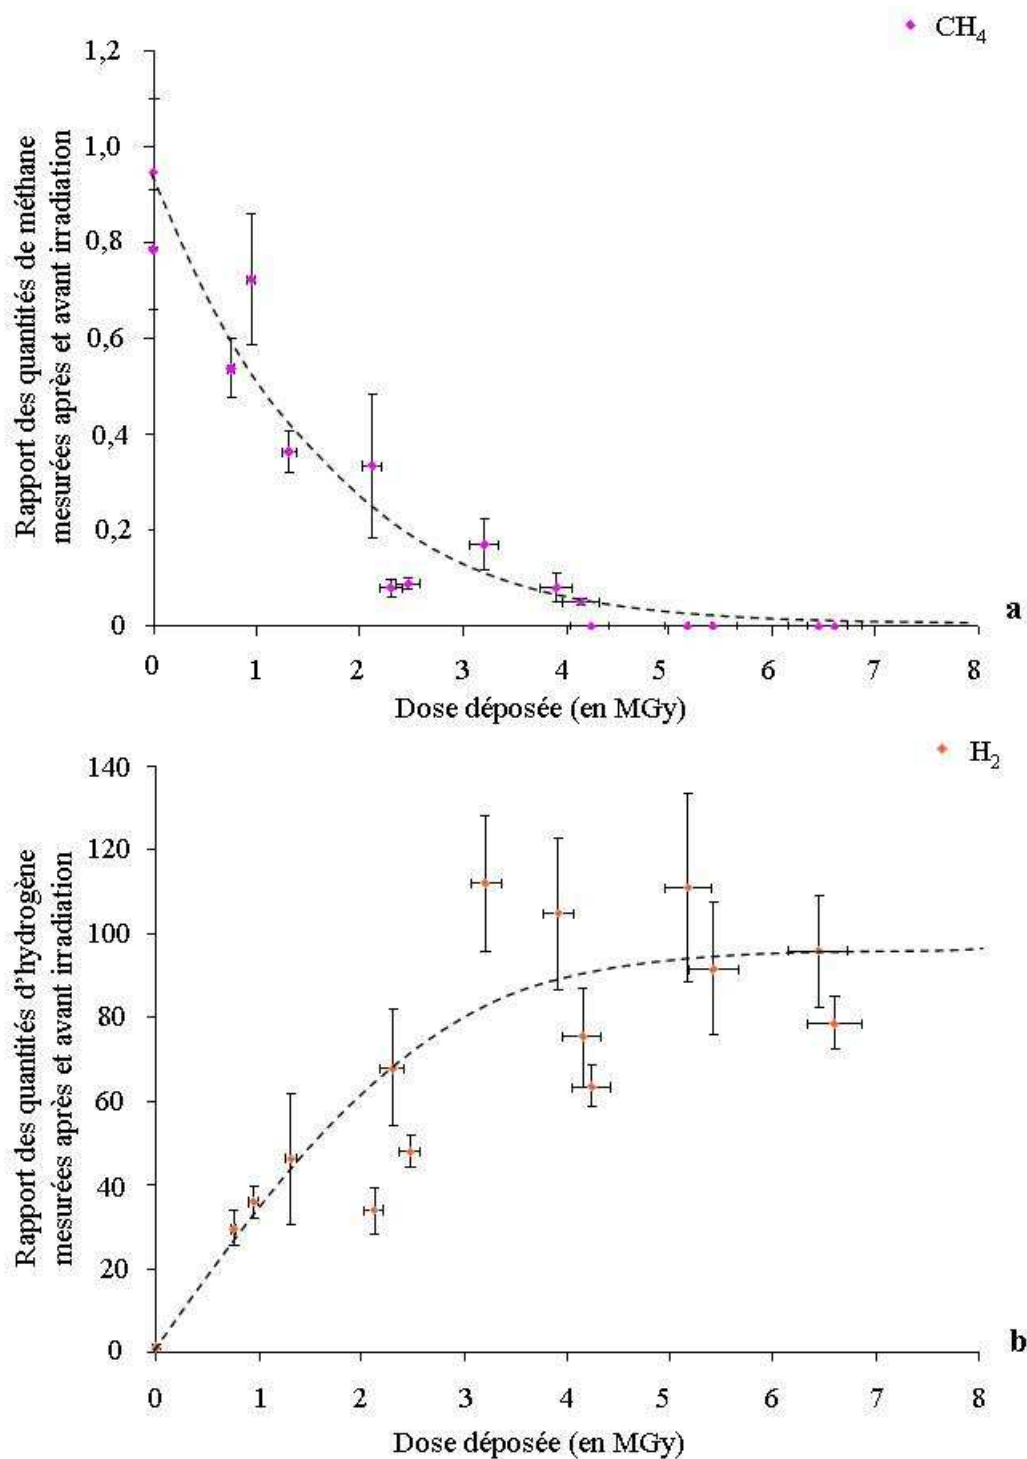 CH4
1,2
1,0
0,8
0,6
0,4
0,2
0
Rapport des quantités de méthane
mesurées après et avant irradiation
0 1 2 3 4 5 6 7 8
Dose déposée (en MGy)
a
H2
140
120
100
80
60
40
20
0
Rapport des quantités d'hydrogène
mesurées après et avant irradiation
0 1 2 3 4 5 6 7 8
Dose déposée (en MGy)
b